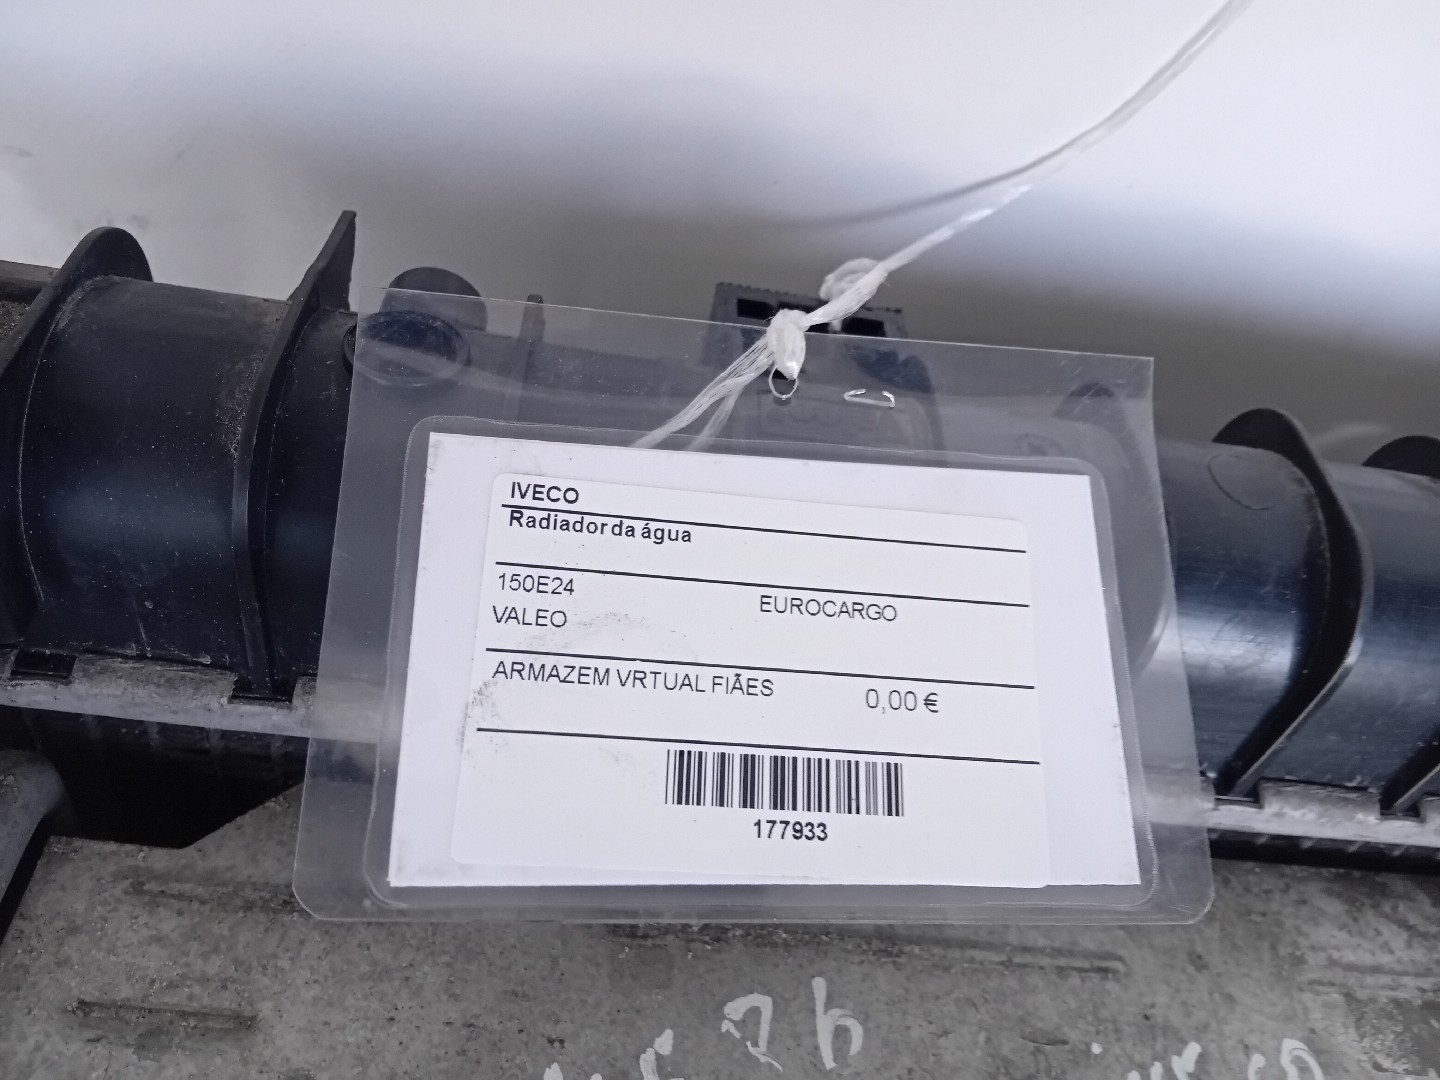 IVECO
Radiador da água
150E24
EUROCARGO
VALEO
ARMAZEM VRTUAL FIÃES 0,00 €
177933